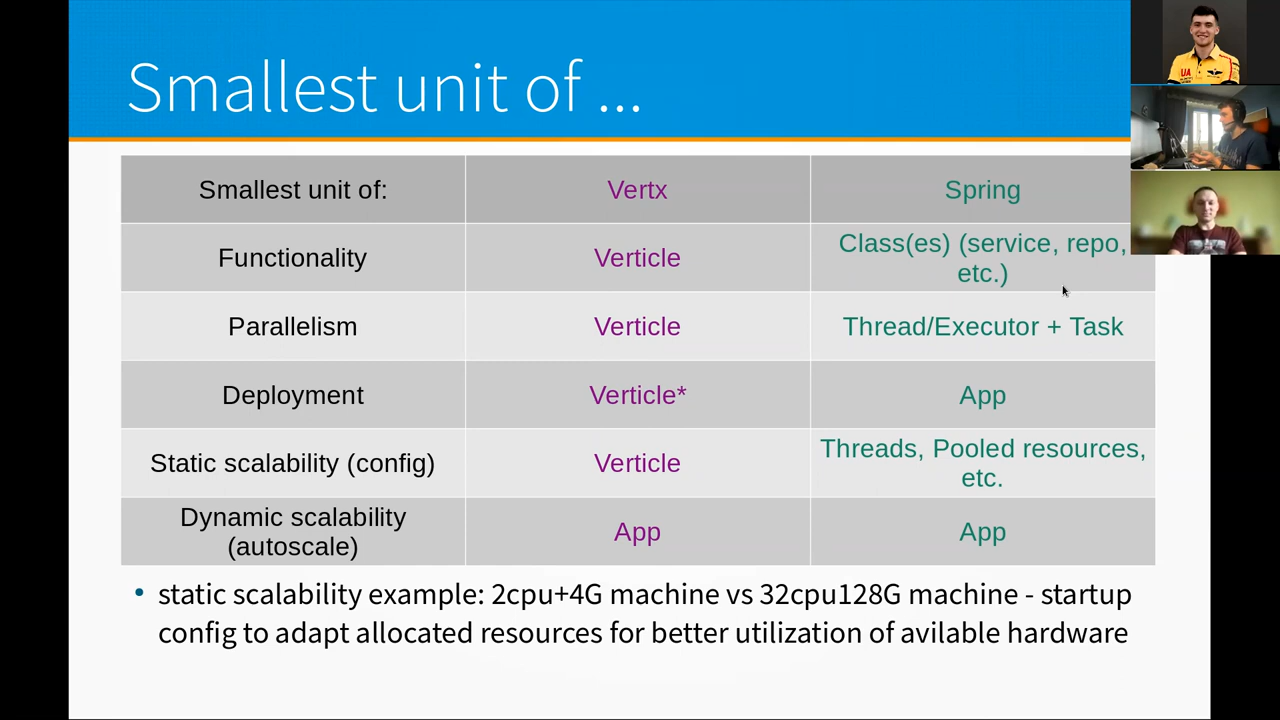 Smallest unit of ...
Smallest unit of:
Vertx
Spring
Functionality
Verticle
Class(es) (service, repo,
etc.)
Parallelism
Verticle
Thread/Executor + Task
Deployment
Verticle*
App
Static scalability (config)
Verticle
Threads, Pooled resources,
etc.
Dynamic scalability
(autoscale)
App
App
• static scalability example: 2cpu+4G machine vs 32cpu128G machine - startup
config to adapt allocated resources for better utilization of avilable hardware
UA